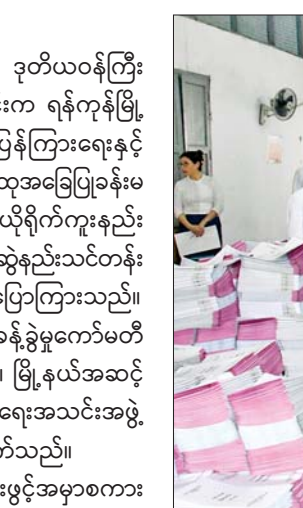 ဒုတိယဝန်ကြီး
ရန်ကုန်မြို့
ပြန်ကြားရေးနှင့်
ထုအခြေပြုခန်းမ
ယိုရိုက်ကူးနည်း
ဆွဲနည်းသင်တန်း
ပြောကြားသည်။
ခန့်ခွဲမှုကော်မတီ
မြို့နယ်အဆင့်
ရေးအသင်းအဖွဲ့
က်သည်။
းဖွင့်အမှာစကား